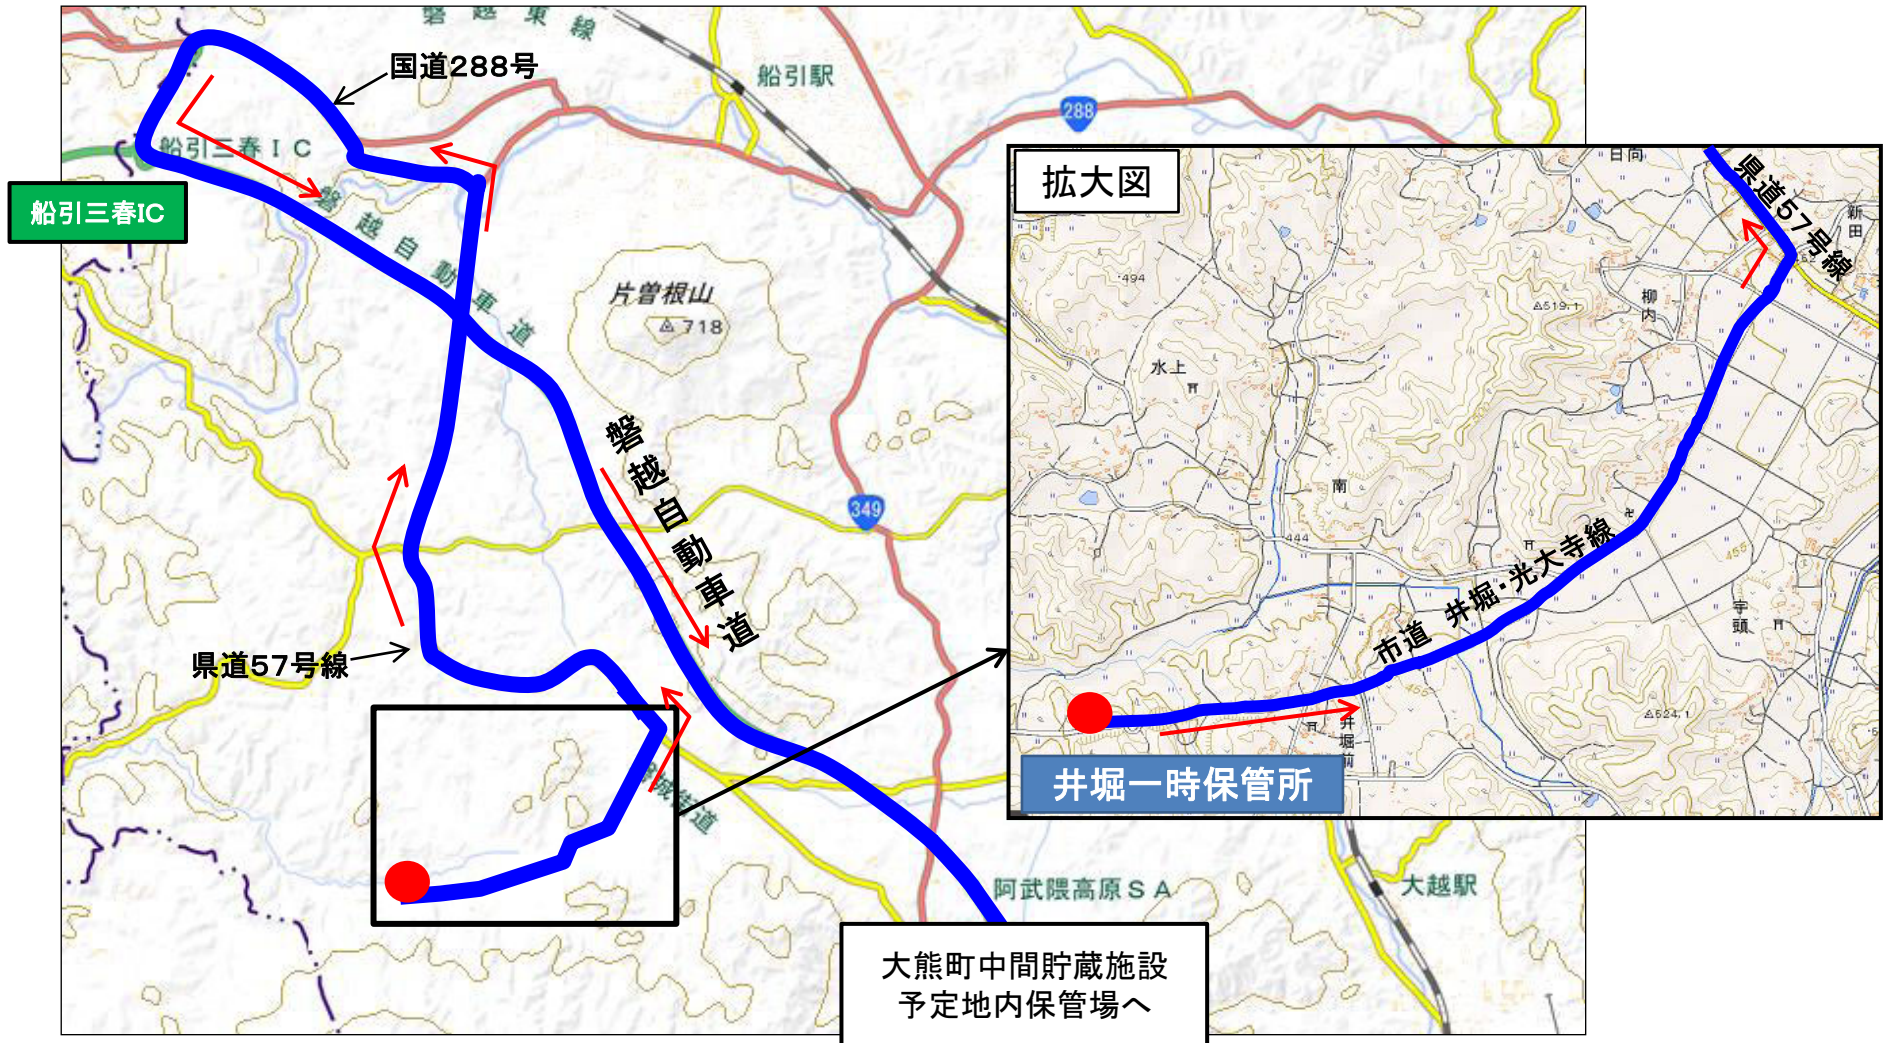 磐越東線
国道288号
船引駅
288
船引三春ＩＣ
船引三春IC
磐越自動車道
片曽根山
718
磐越自動車道
349
県道57号線
阿武隈高原ＳＡ
大越駅
大熊町中間貯蔵施設
予定地内保管場へ
拡大図
日向
県道57号線
新田
494
519.1
柳内
水上
南
444
455
市道 井堀・光大寺線
宇頭
455
524.1
井堀前
井堀一時保管所